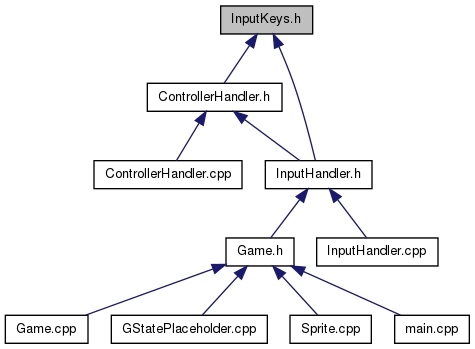 InputKeys.h
ControllerHandler.h
ControllerHandler.cpp
InputHandler.h
Game.h
InputHandler.cpp
Game.cpp
GStatePlaceholder.cpp
Sprite.cpp
main.cpp